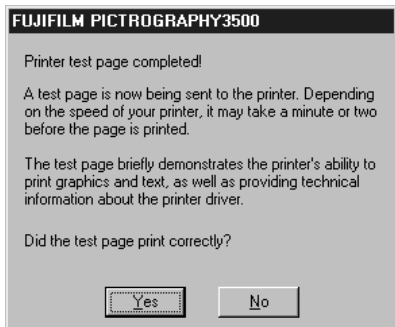 FUJIFILM PICTROGRAPHY3500
Printer test page completed!
A test page is now being sent to the printer. Depending
on the speed of your printer, it may take a minute or two
before the page is printed.
The test page briefly demonstrates the printer's ability to
print graphics and text, as well as providing technical
information about the printer driver.
Did the test page print correctly?
Yes No